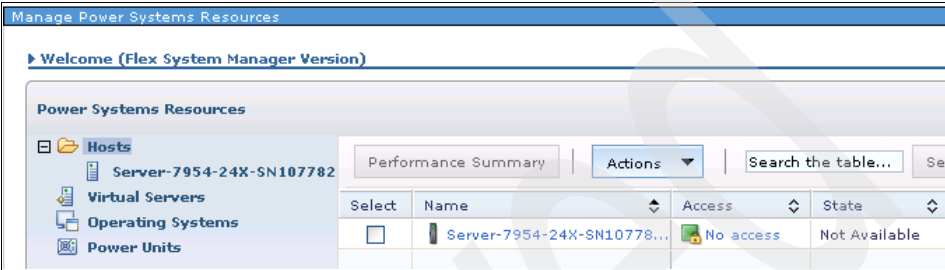 Manage Power Systems Resources
Welcome (Flex System Manager Version)
Power Systems Resources
Hosts
Server-7954-24X-SN107782
Virtual Servers
Operating Systems
Power Units
Performance Summary Actions Search the table... Se
Select Name Access State
Server-7954-24X-SN10778... No access Not Available